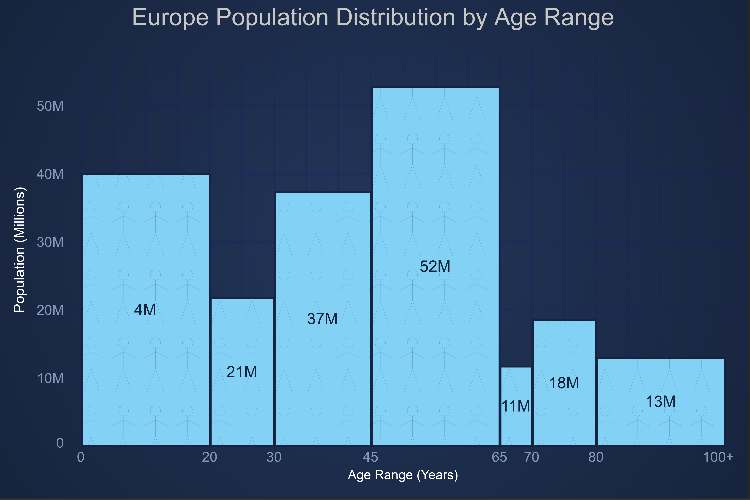 Europe Population Distribution by Age Range
50M
40M
30M
20M
10M
0
Population (Millions)
4M
21M
37M
52M
11M
18M
13M
0 20 30 45 65 70 80 100+
Age Range (Years)